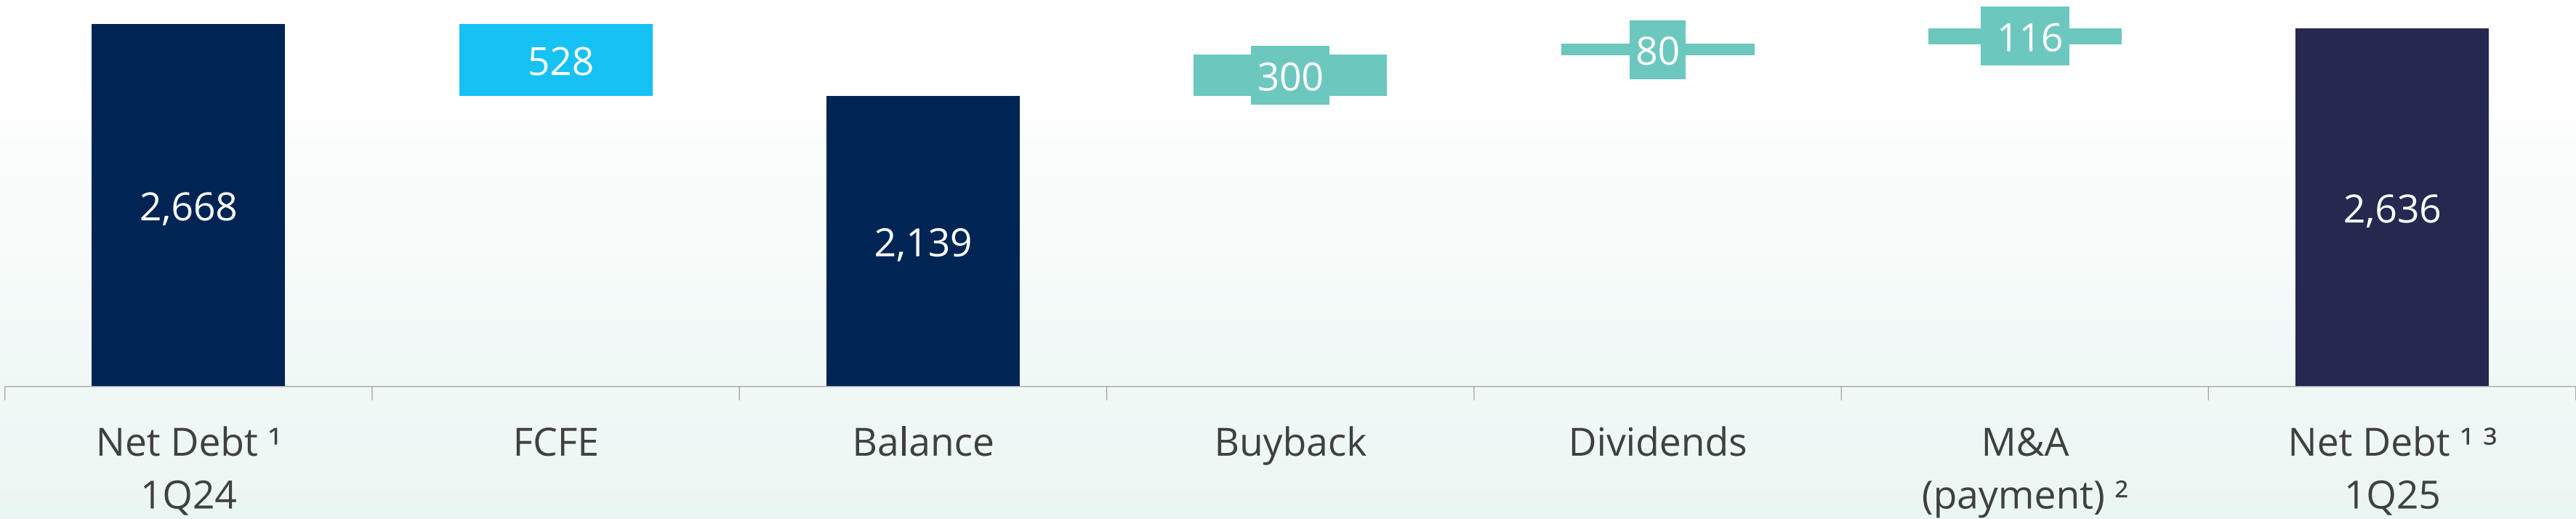 2,668
528
2,139
300
80
116
2,636
Net Debt ¹
1Q24
FCFE
Balance
Buyback
Dividends
M&A
(payment) ²
Net Debt ¹ ³
1Q25